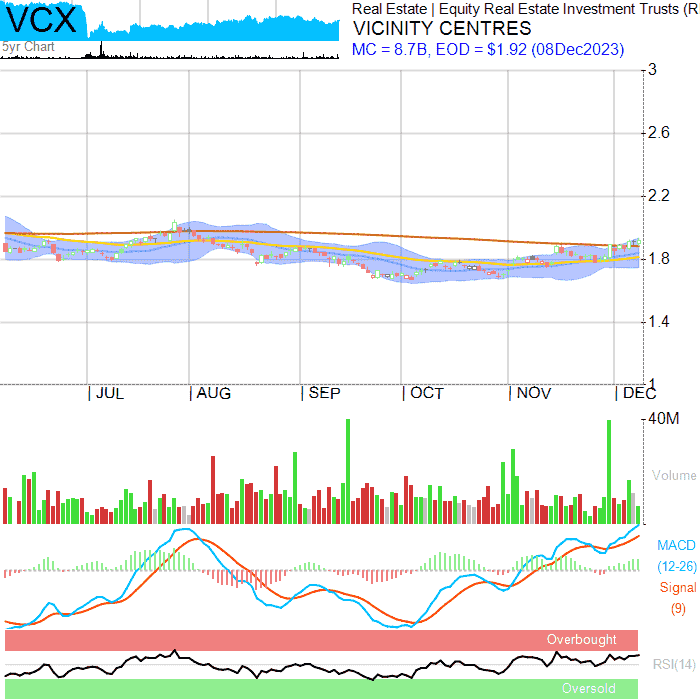 VCX
5yr Chart
Real Estate | Equity Real Estate Investment Trusts (R
VICINITY CENTRES
MC = 8.7B, EOD = $1.92 (08Dec2023)
3
2.6
2.2
1.8
1.4
1
| JUL | AUG | SEP | OCT | NOV | DEC
40M
Volume
MACD
(12-26)
Signal
(9)
Overbought
RSI(14)
Oversold